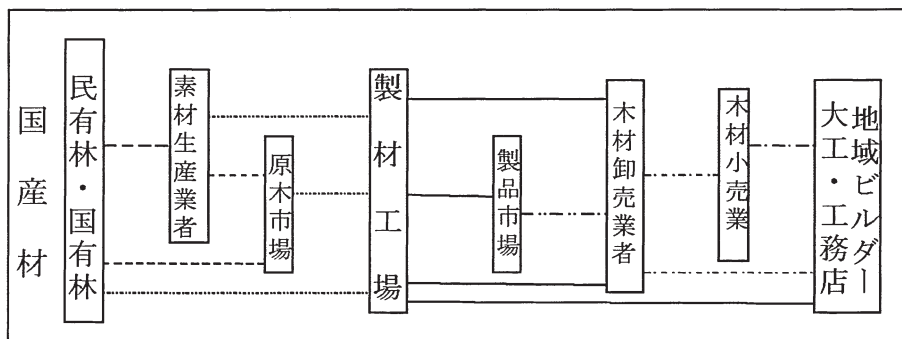 国産材
民有林・国有林
素材生産業者
原木市場
製材工場
製品市場
木材卸売業者
木材小売業
地域ビルダー
大工・工務店